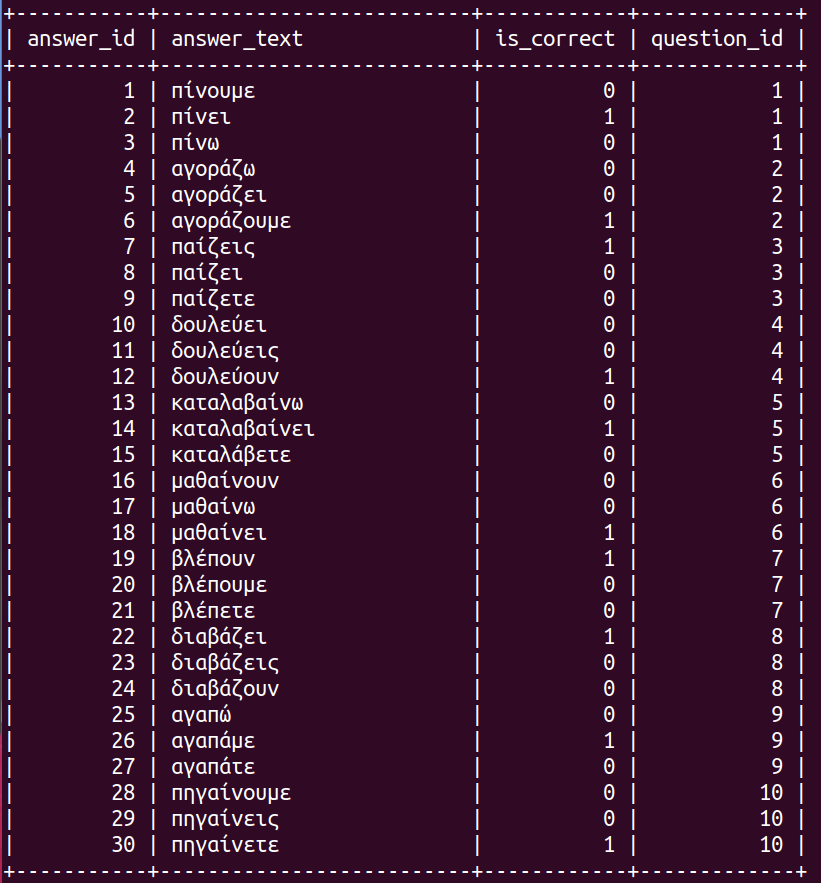 +-----------+--------------------------+------------+-------------+
| answer_id | answer_text              | is_correct | question_id |
+-----------+--------------------------+------------+-------------+
|         1 | πίνουμε                  |          0 |           1 |
|         2 | πίνει                    |          1 |           1 |
|         3 | πίνω                     |          0 |           1 |
|         4 | αγοράζω                  |          0 |           2 |
|         5 | αγοράζει                 |          0 |           2 |
|         6 | αγοράζουμε               |          1 |           2 |
|         7 | παίζεις                  |          1 |           3 |
|         8 | παίζει                   |          0 |           3 |
|         9 | παίζετε                  |          0 |           3 |
|        10 | δουλεύει                 |          0 |           4 |
|        11 | δουλεύεις                |          0 |           4 |
|        12 | δουλεύουν                |          1 |           4 |
|        13 | καταλαβαίνω              |          0 |           5 |
|        14 | καταλαβαίνει             |          1 |           5 |
|        15 | καταλάβετε               |          0 |           5 |
|        16 | μαθαίνουν                |          0 |           6 |
|        17 | μαθαίνω                  |          0 |           6 |
|        18 | μαθαίνει                 |          1 |           6 |
|        19 | βλέπουν                  |          1 |           7 |
|        20 | βλέπουμε                 |          0 |           7 |
|        21 | βλέπετε                  |          0 |           7 |
|        22 | διαβάζει                 |          1 |           8 |
|        23 | διαβάζεις                |          0 |           8 |
|        24 | διαβάζουν                |          0 |           8 |
|        25 | αγαπώ                    |          0 |           9 |
|        26 | αγαπάμε                  |          1 |           9 |
|        27 | αγαπάτε                  |          0 |           9 |
|        28 | πηγαίνουμε               |          0 |          10 |
|        29 | πηγαίνεις                |          0 |          10 |
|        30 | πηγαίνετε                |          1 |          10 |
+-----------+--------------------------+------------+-------------+